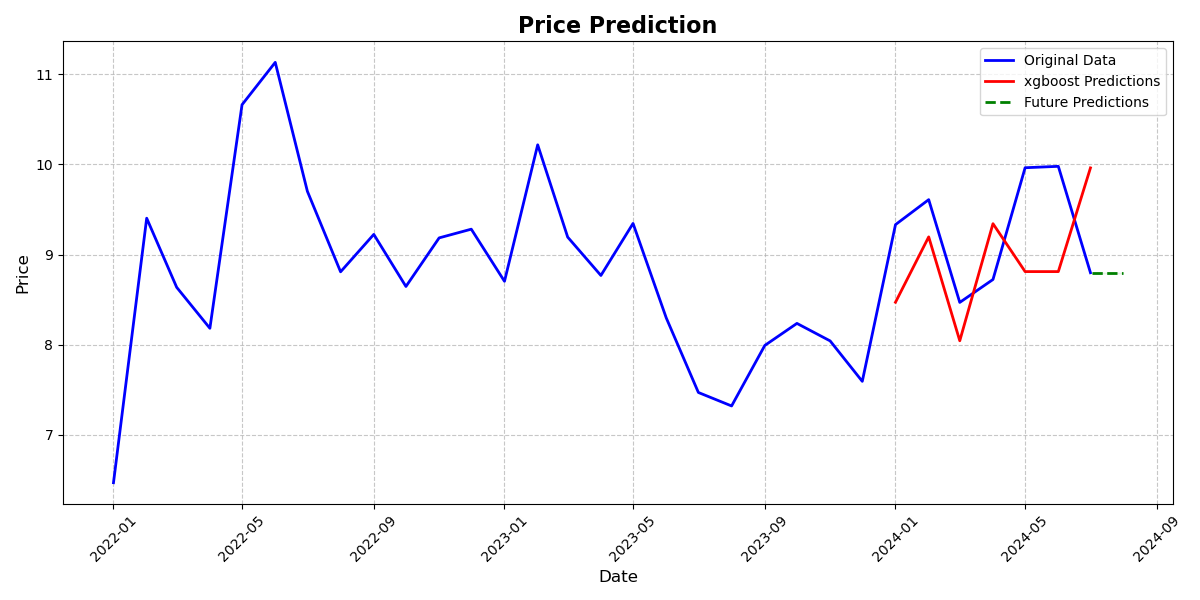 Price Prediction
Original Data
xgboost Predictions
Future Predictions
Price
11
10
9
8
7
2022-01
2022-05
2022-09
2023-01
2023-05
2023-09
2024-01
2024-05
2024-09
Date